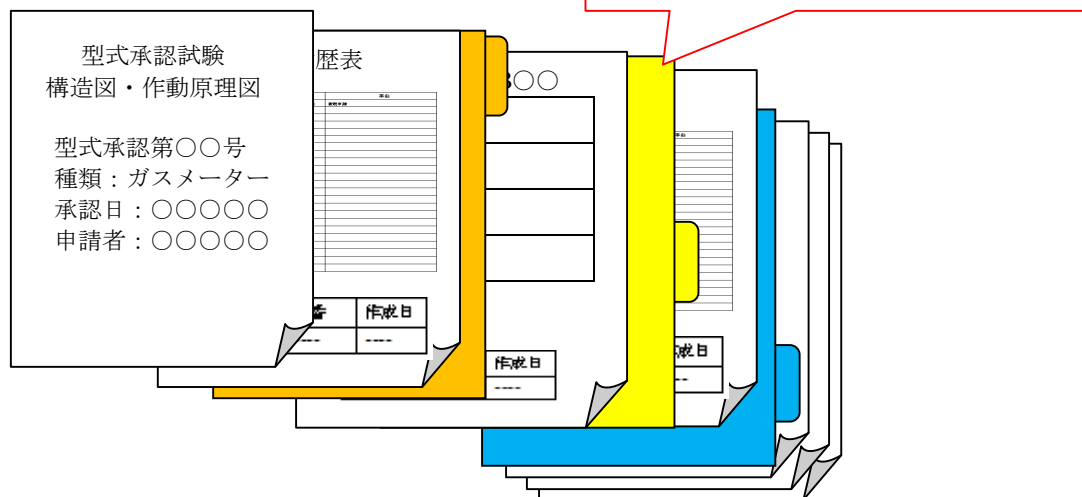 型式承認試験
構造図・作動原理図
型式承認第○○号
種類：ガスメーター
承認日：○○○○○
申請者：○○○○○
歴表
○○
作成日
----
----
作成日
----
成日
--